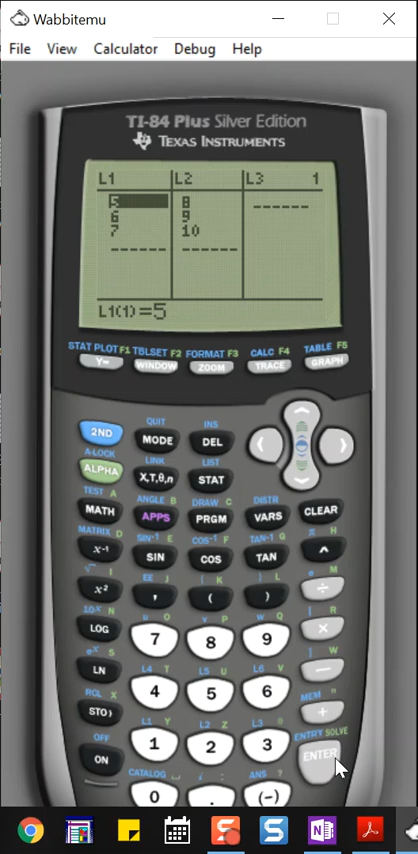 Wabbitemu
File View Calculator Debug Help
TI-84 Plus Silver Edition
TEXAS INSTRUMENTS
L1 L2 L3 1
5 8 ------
6 9
7 10
------ ------
L1(1)=5
STAT PLOT F1 TBLSET F2 FORMAT F3 CALC F4 TABLE F5
Y= WINDOW ZOOM TRACE GRAPH
QUIT INS
2ND MODE DEL
A-LOCK LINK LIST
ALPHA X,T,θ,n STAT
TEST A ANGLE B DRAW C DISTR
MATH APPS PRGM VARS CLEAR
MATRIX D SIN⁻¹ E COS⁻¹ F TAN⁻¹ G π H
x⁻¹ SIN COS TAN ^
√ I EE J { K } L e M
x² , ( ) ÷
10ˣ N u O v P w Q [ R
LOG 7 8 9 ×
eˣ S L4 T L5 U L6 V ] W
LN 4 5 6 −
RCL X L1 Y L2 Z L3 θ MEM "
STO› 1 2 3 +
OFF CATALOG ⎵ i : ANS ? ENTRY SOLVE
ON 0 . (-) ENTER